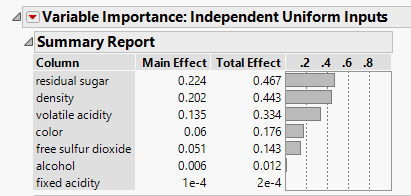 Variable Importance: Independent Uniform Inputs
Summary Report
Column Main Effect Total Effect .2 .4 .6 .8
residual sugar 0.224 0.467
density 0.202 0.443
volatile acidity 0.135 0.334
color 0.06 0.176
free sulfur dioxide 0.051 0.143
alcohol 0.006 0.012
fixed acidity 1e-4 2e-4